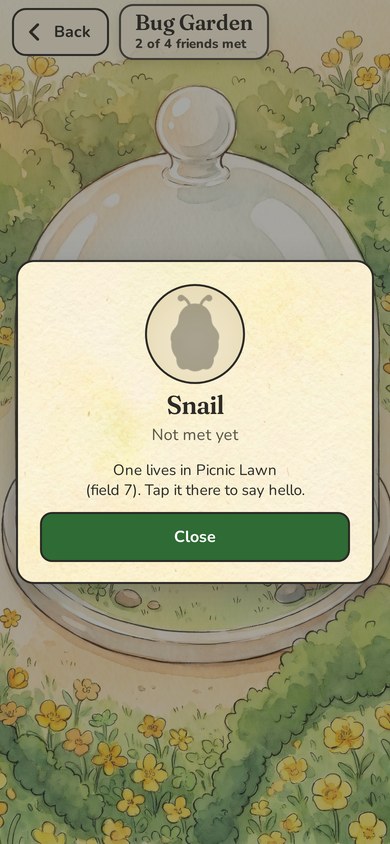 Back
Bug Garden
2 of 4 friends met
Snail
Not met yet
One lives in Picnic Lawn
(field 7). Tap it there to say hello.
Close